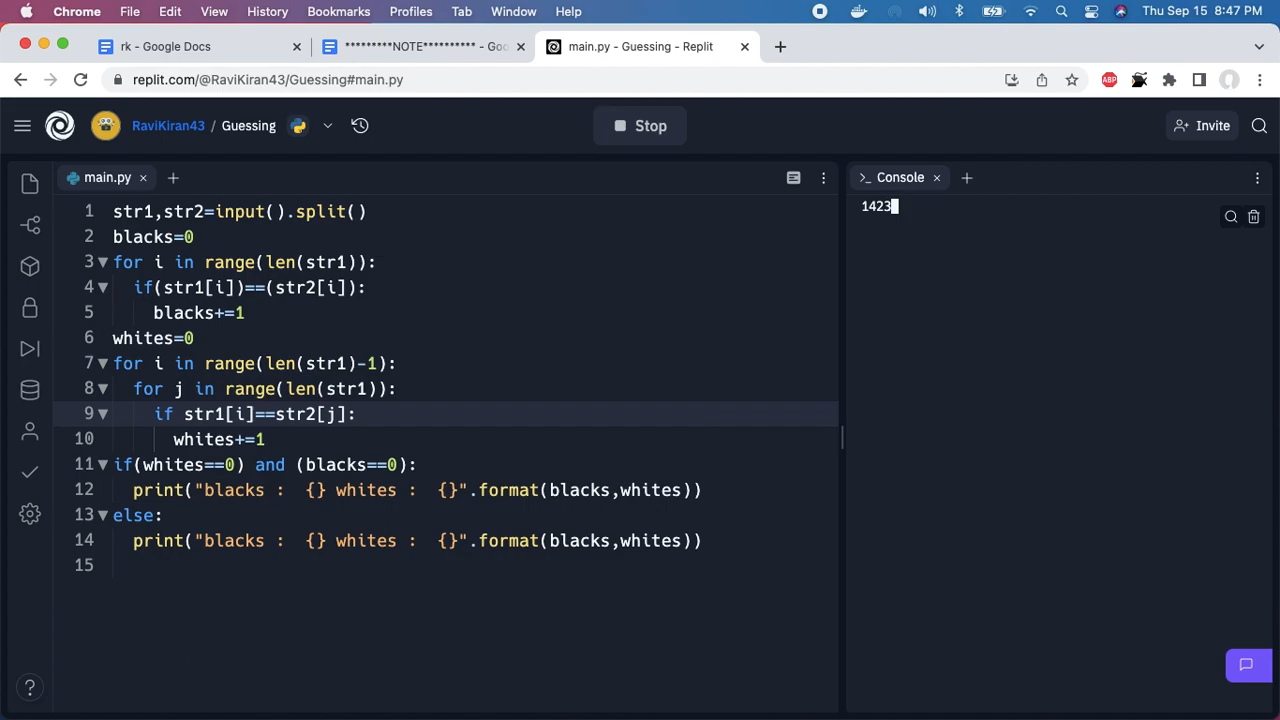 Chrome File Edit View History Bookmarks Profiles Tab Window Help Thu Sep 15 8:47 PM
rk - Google Docs *********NOTE********** - Goo main.py - Guessing - Replit
replit.com/@RaviKiran43/Guessing#main.py ABP
RaviKiran43 / Guessing Stop Invite
main.py Console
1 str1,str2=input().split()
2 blacks=0
3 for i in range(len(str1)):
4 if(str1[i])==(str2[i]):
5 blacks+=1
6 whites=0
7 for i in range(len(str1)-1):
8 for j in range(len(str1)):
9 if str1[i]==str2[j]:
10 whites+=1
11 if(whites==0) and (blacks==0):
12 print("blacks :  {} whites :  {}".format(blacks,whites))
13 else:
14 print("blacks :  {} whites :  {}".format(blacks,whites))
15
1423
?